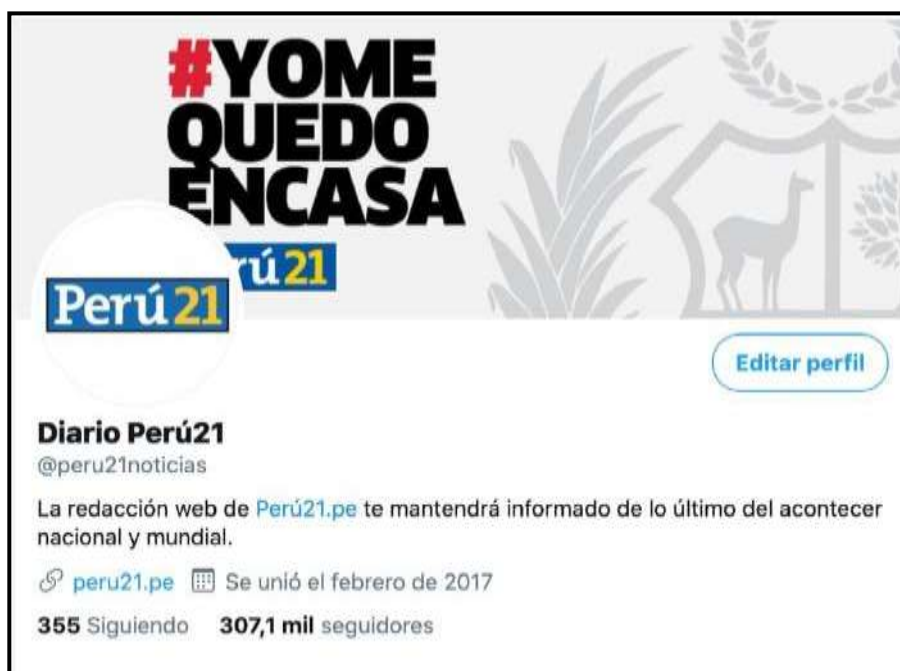 #YOME
QUEDO
ENCASA
rú21
Perú21
Editar perfil
Diario Perú21
@peru21noticias
La redacción web de Perú21.pe te mantendrá informado de lo último del acontecer
nacional y mundial.
peru21.pe Se unió el febrero de 2017
355 Siguiendo 307,1 mil seguidores